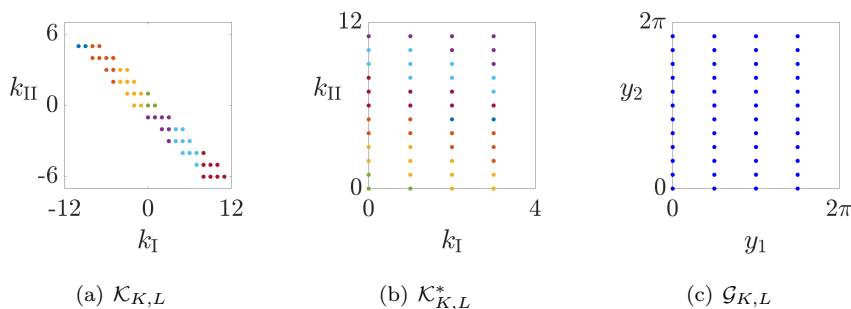 6
k_II
0
-6
-12 0 12
k_I
(a) 𝒦_{K,L}
12
k_II
0
0 4
k_I
(b) 𝒦*_{K,L}
2π
y_2
0
0 2π
y_1
(c) 𝒢_{K,L}